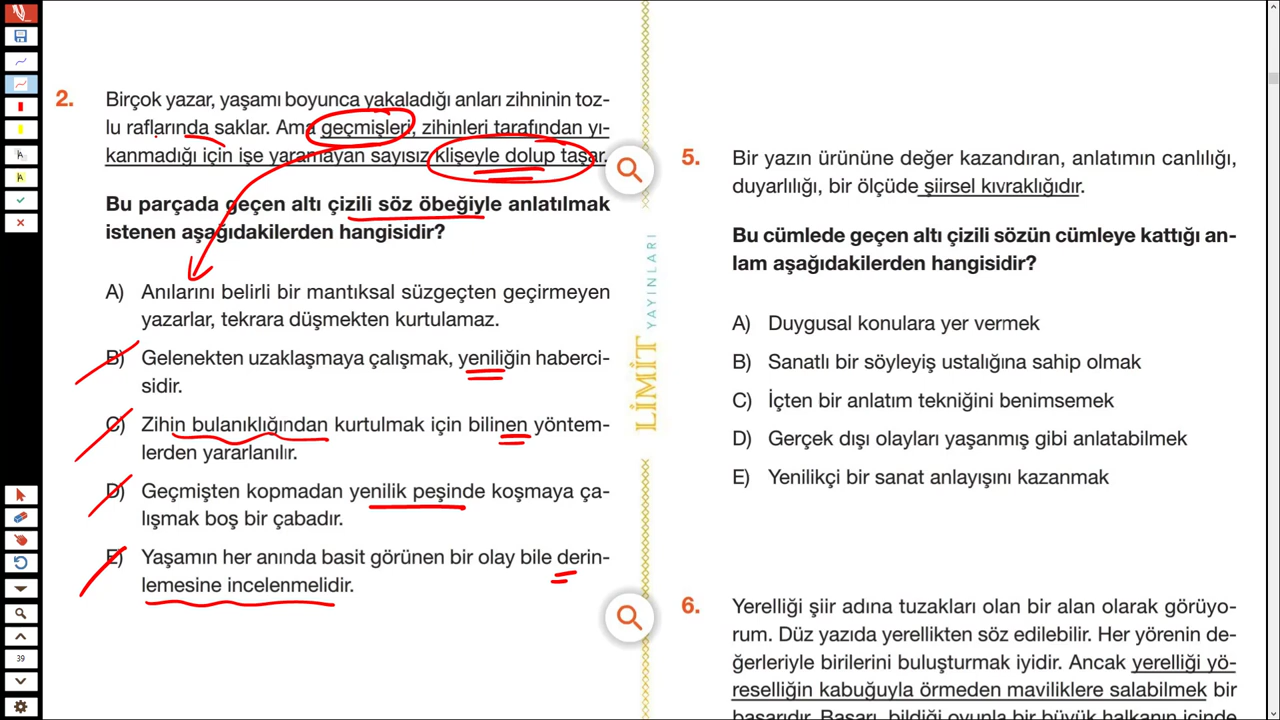 2.
Birçok yazar, yaşamı boyunca yakaladığı anları zihninin toz-
lu raflarında saklar. Ama geçmişleri, zihinleri tarafından yı-
kanmadığı için işe yaramayan sayısız klişeyle dolup taşar.
Bu parçada geçen altı çizili söz öbeğiyle anlatılmak
istenen aşağıdakilerden hangisidir?
A) Anılarını belirli bir mantıksal süzgeçten geçirmeyen
yazarlar, tekrara düşmekten kurtulamaz.
B) Gelenekten uzaklaşmaya çalışmak, yeniliğin haberci-
sidir.
C) Zihin bulanıklığından kurtulmak için bilinen yöntem-
lerden yararlanılır.
D) Geçmişten kopmadan yenilik peşinde koşmaya ça-
lışmak boş bir çabadır.
E) Yaşamın her anında basit görünen bir olay bile derin-
lemesine incelenmelidir.
LİMİT YAYINLARI
5.
Bir yazın ürününe değer kazandıran, anlatımın canlılığı,
duyarlılığı, bir ölçüde şiirsel kıvraklığıdır.
Bu cümlede geçen altı çizili sözün cümleye kattığı an-
lam aşağıdakilerden hangisidir?
A) Duygusal konulara yer vermek
B) Sanatlı bir söyleyiş ustalığına sahip olmak
C) İçten bir anlatım tekniğini benimsemek
D) Gerçek dışı olayları yaşanmış gibi anlatabilmek
E) Yenilikçi bir sanat anlayışını kazanmak
6.
Yerelliği şiir adına tuzakları olan bir alan olarak görüyo-
rum. Düz yazıda yerellikten söz edilebilir. Her yörenin de-
ğerleriyle birilerini buluşturmak iyidir. Ancak yerelliği yö-
reselliğin kabuğuyla örmeden maviliklere salabilmek bir
başarıdır. Başarı, bildiği oyunla bir büyük halkanın içinde
39